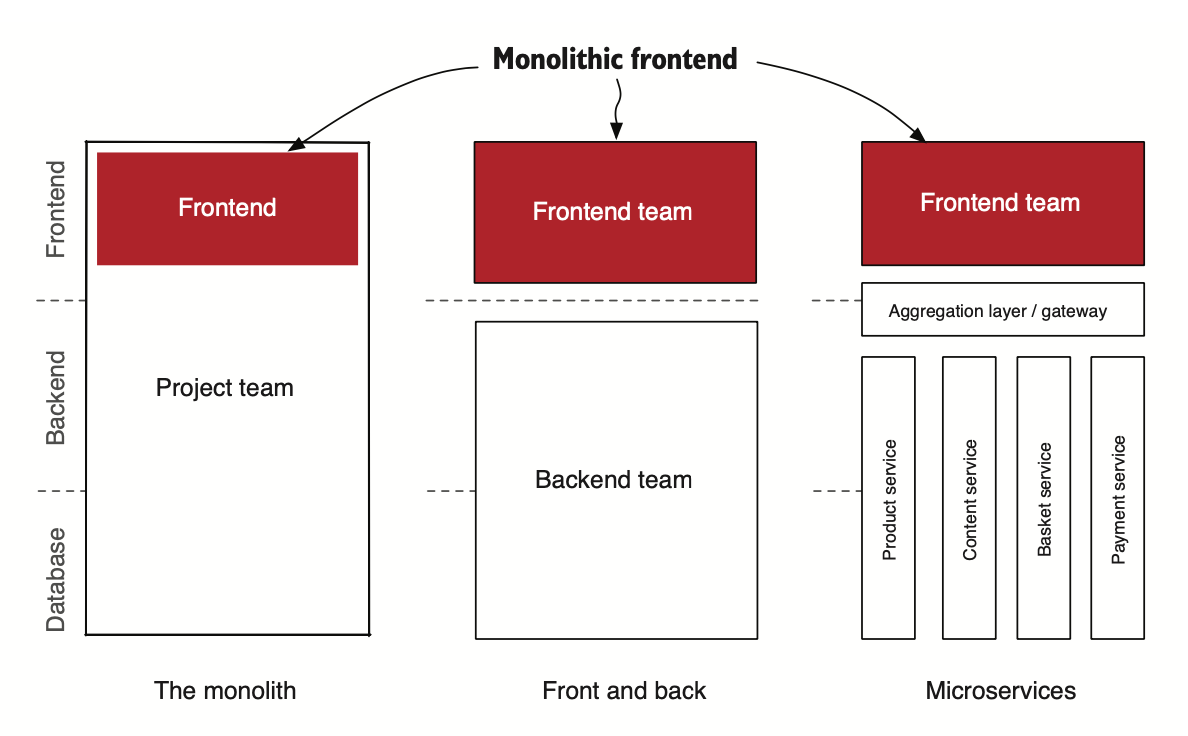 Monolithic frontend
Frontend
Backend
Database
Frontend
Project team
The monolith
Frontend team
Backend team
Front and back
Frontend team
Aggregation layer / gateway
Product service
Content service
Basket service
Payment service
Microservices